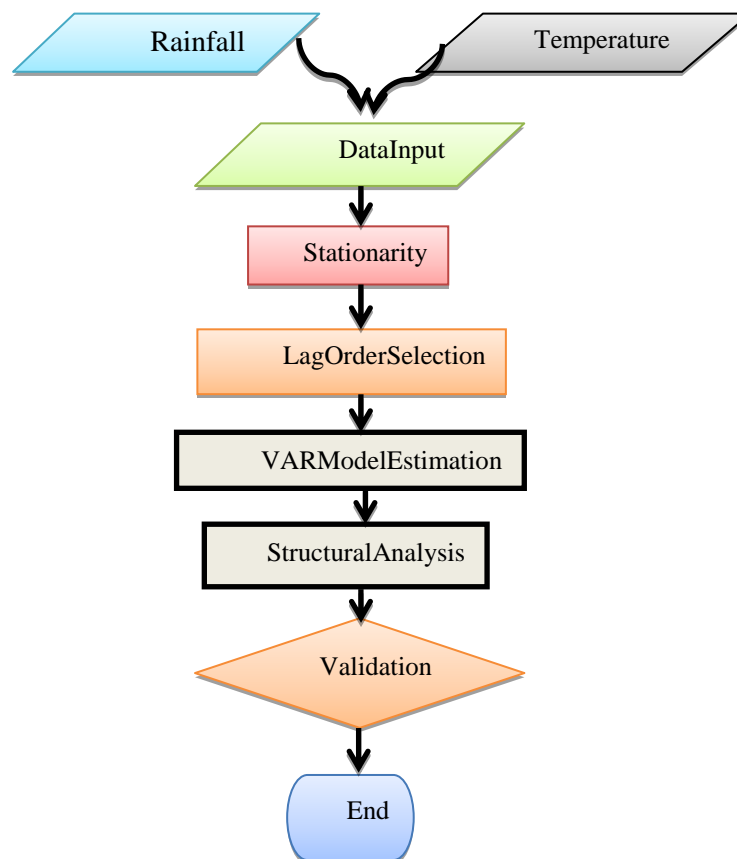 Rainfall
Temperature
DataInput
Stationarity
LagOrderSelection
VARModelEstimation
StructuralAnalysis
Validation
End